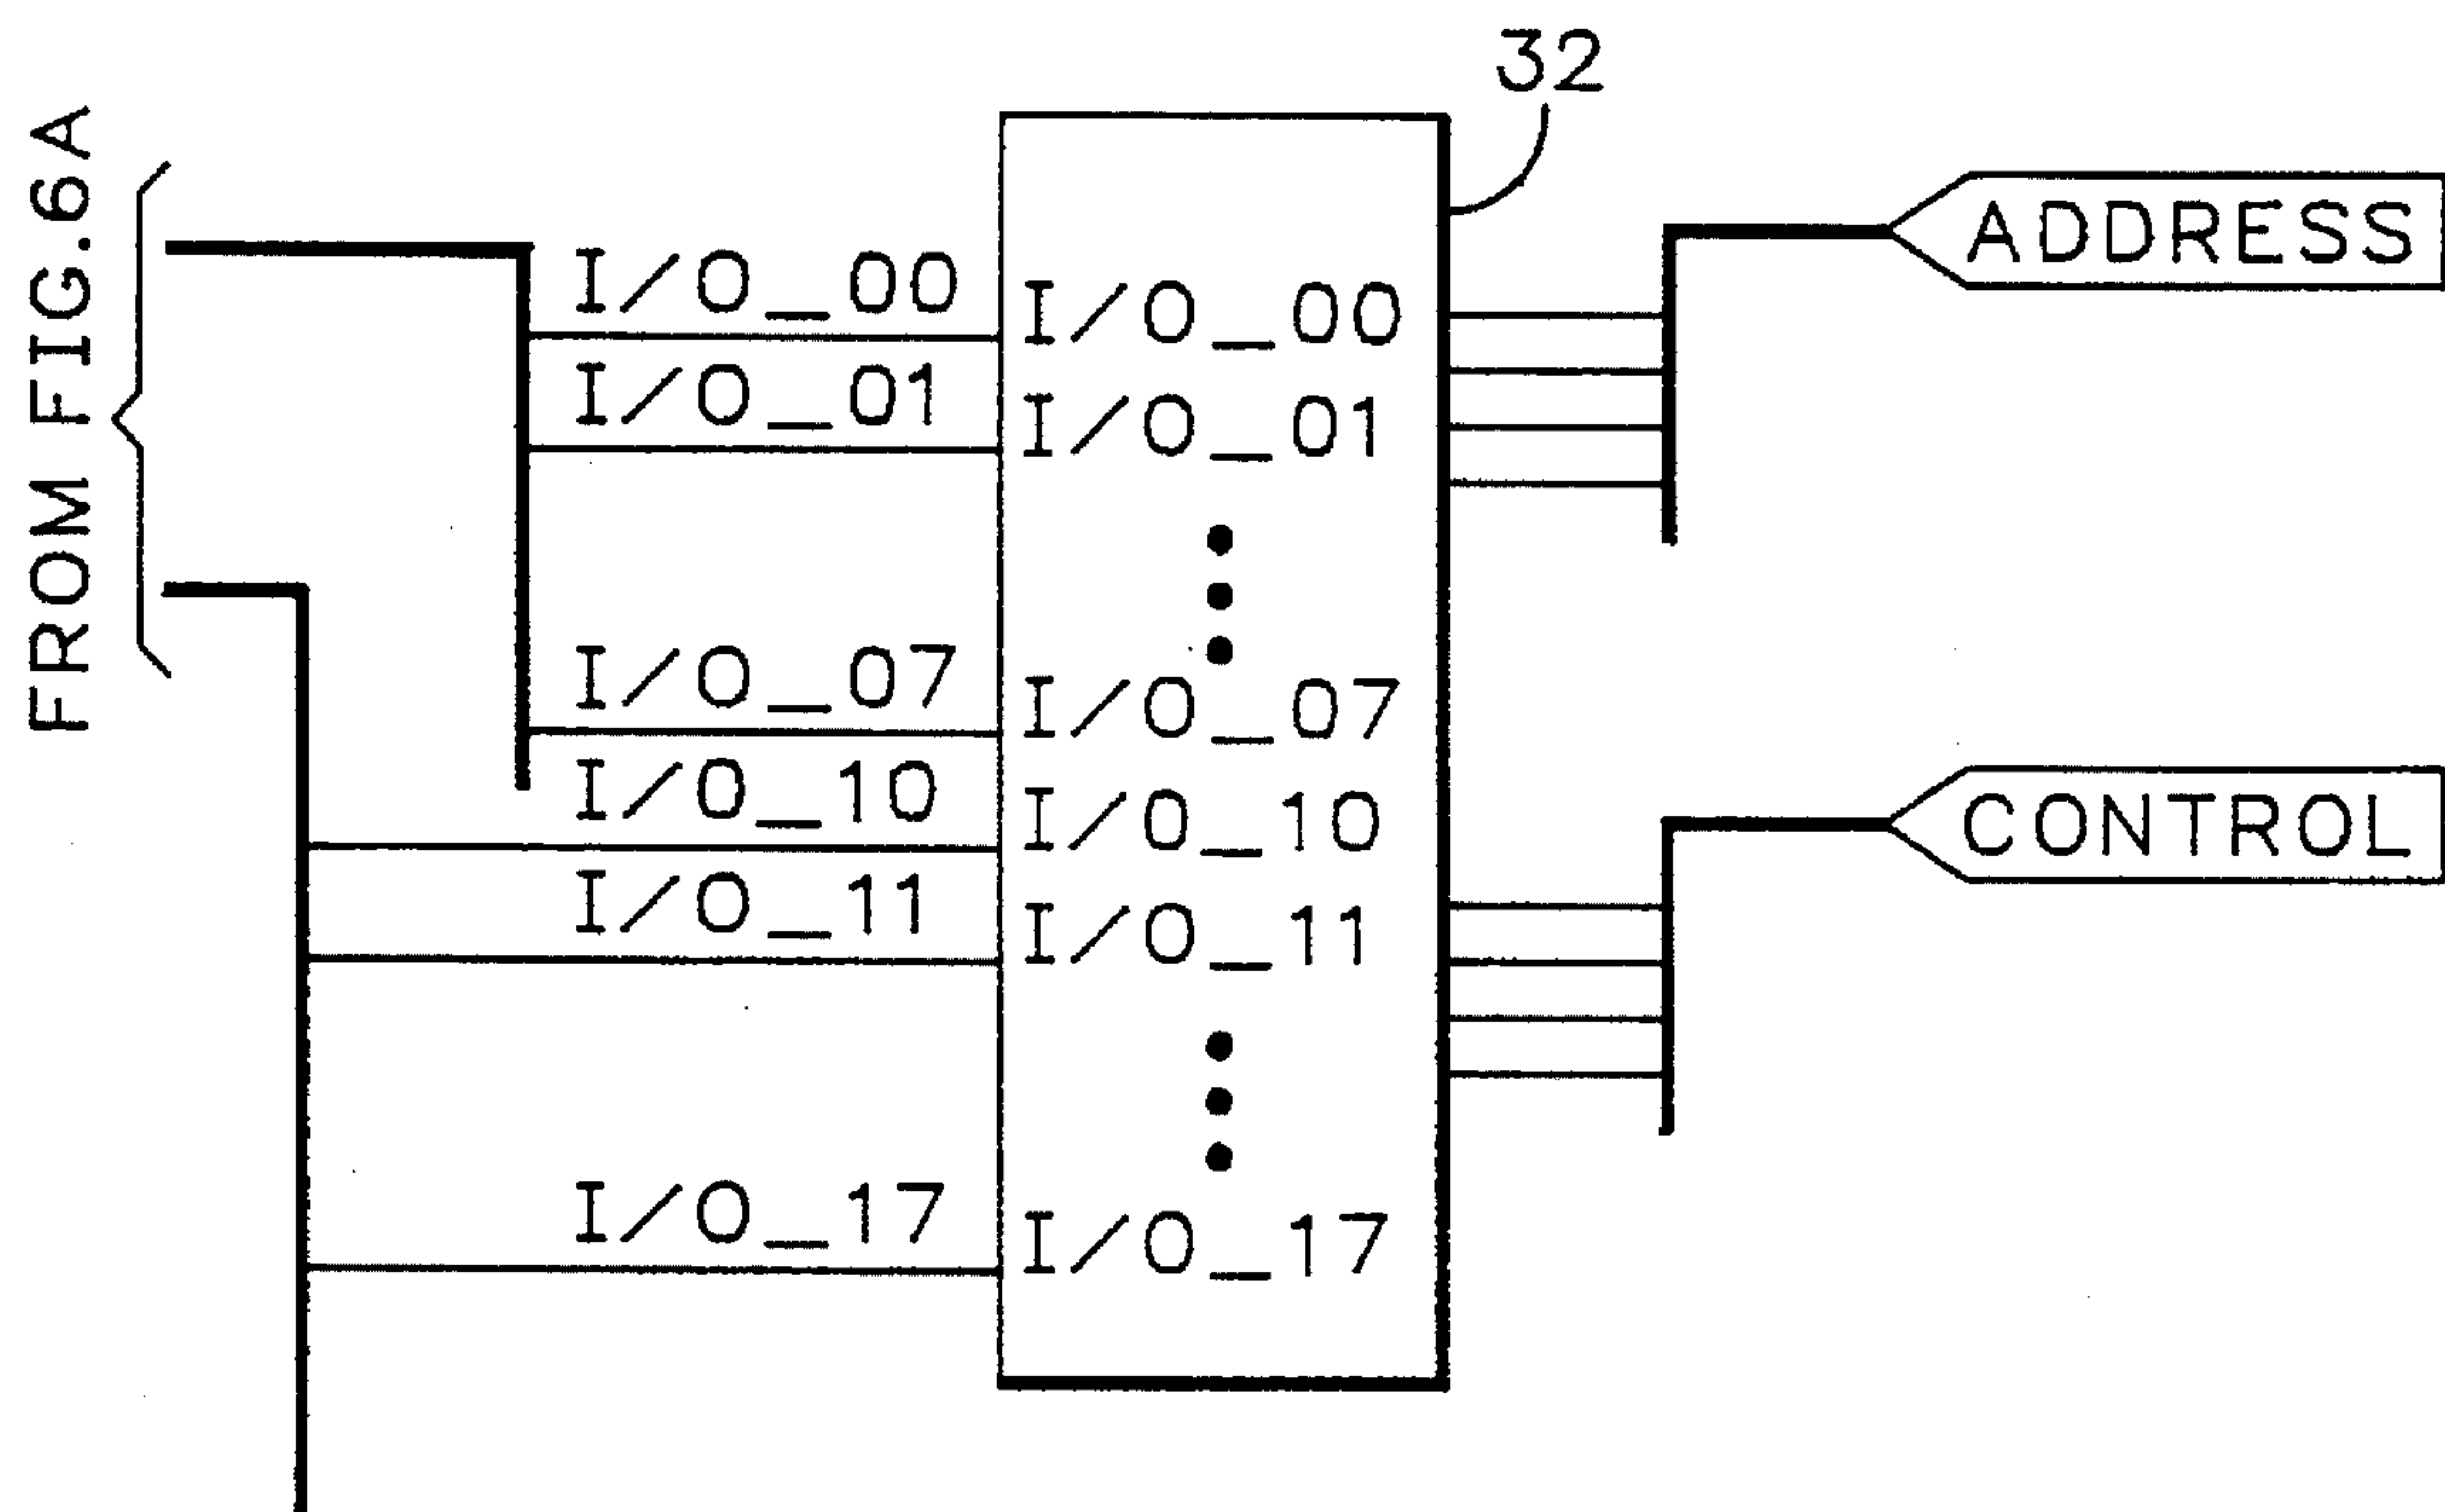 32
FROM FIG.6A
I/O_00
I/O_01
I/O_07
I/O_10
I/O_11
I/O_17
I/O_00
I/O_01
I/O_07
I/O_10
I/O_11
I/O_17
ADDRESS
CONTROL